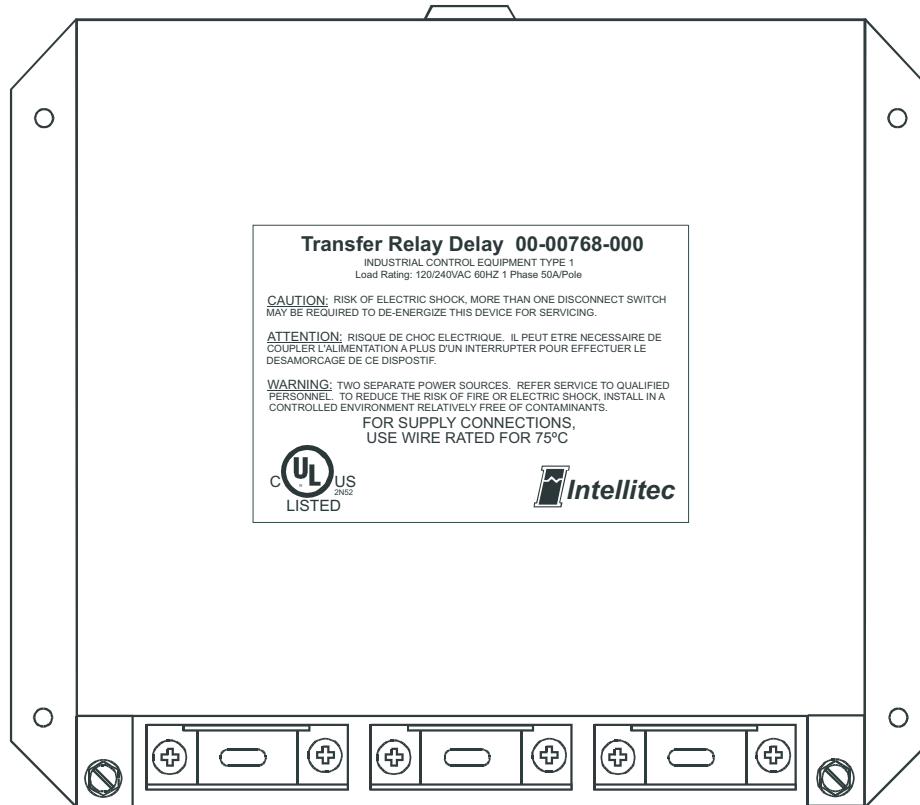 Transfer Relay Delay 00-00768-000
INDUSTRIAL CONTROL EQUIPMENT TYPE 1
Load Rating: 120/240VAC 60HZ 1 Phase 50A/Pole
CAUTION: RISK OF ELECTRIC SHOCK, MORE THAN ONE DISCONNECT SWITCH
MAY BE REQUIRED TO DE-ENERGIZE THIS DEVICE FOR SERVICING.
ATTENTION: RISQUE DE CHOC ELECTRIQUE. IL PEUT ETRE NECESSAIRE DE
COUPLER L'ALIMENTATION A PLUS D'UN INTERRUPTER POUR EFFECTUER LE
DESAMORCAGE DE CE DISPOSTIF.
WARNING: TWO SEPARATE POWER SOURCES. REFER SERVICE TO QUALIFIED
PERSONNEL. TO REDUCE THE RISK OF FIRE OR ELECTRIC SHOCK, INSTALL IN A
CONTROLLED ENVIRONMENT RELATIVELY FREE OF CONTAMINANTS.
FOR SUPPLY CONNECTIONS,
USE WIRE RATED FOR 75ºC
C UL US
2N52
LISTED
Intellitec